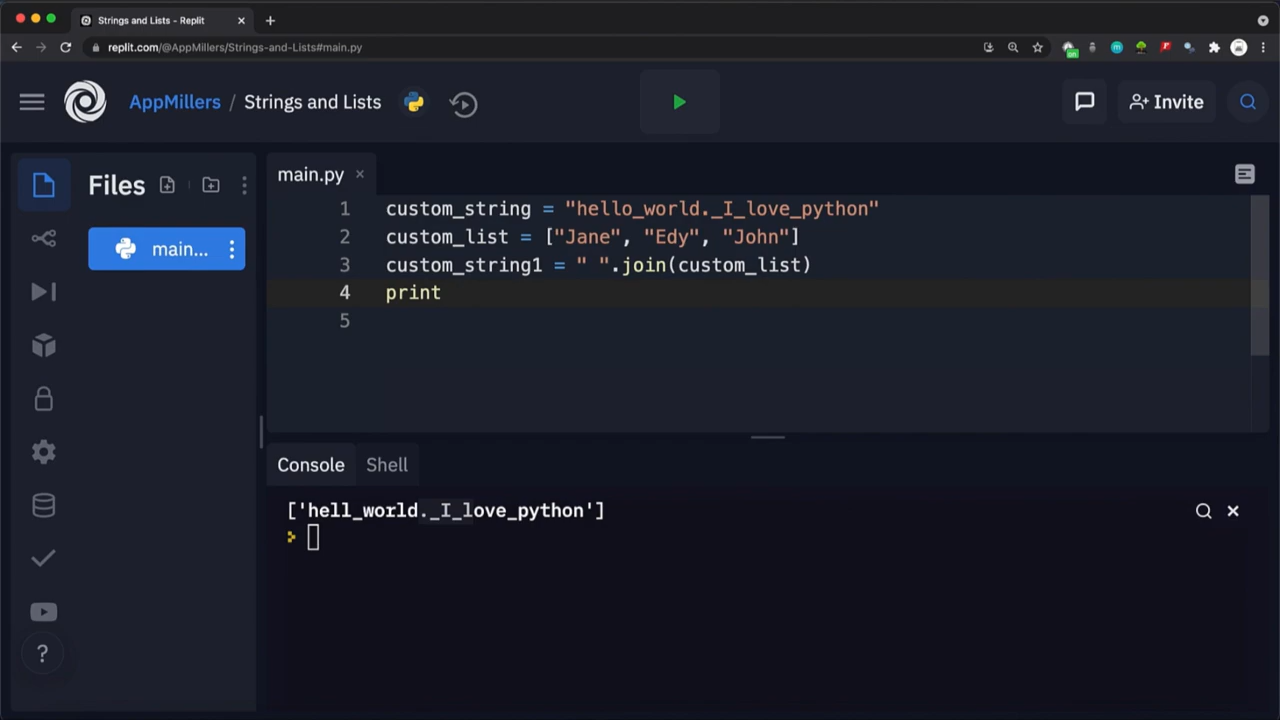 Strings and Lists - Replit
replit.com/@AppMillers/Strings-and-Lists#main.py
on
AppMillers / Strings and Lists
Invite
Files
main...
main.py
1 custom_string = "hello_world._I_love_python"
2 custom_list = ["Jane", "Edy", "John"]
3 custom_string1 = " ".join(custom_list)
4 print
5
Console Shell
['hell_world._I_love_python']
?